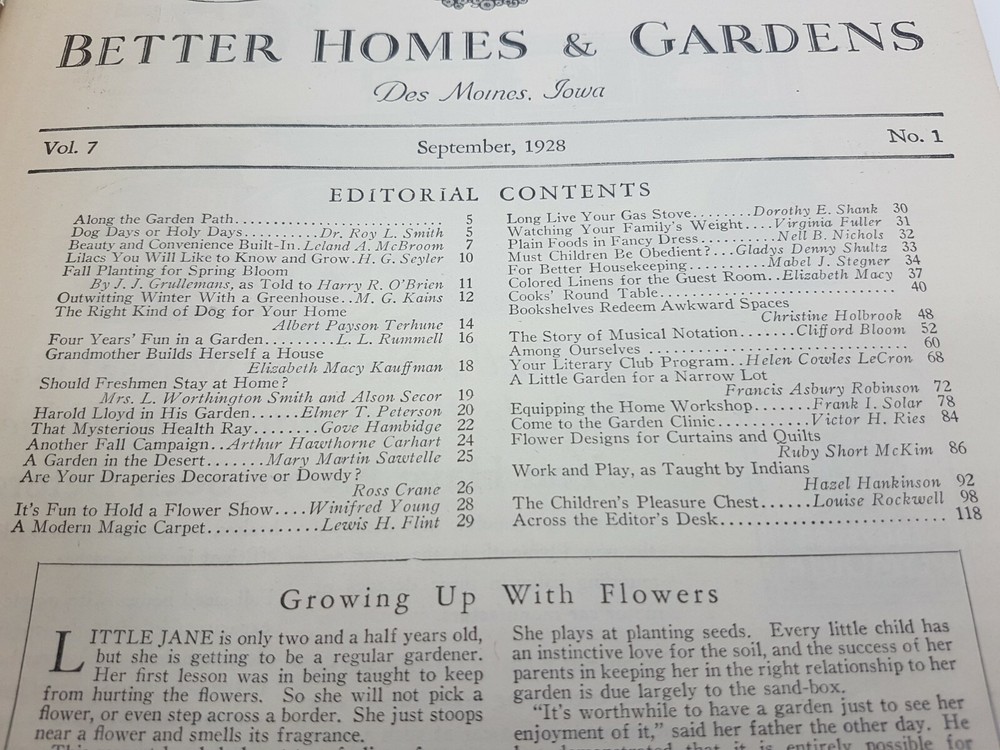 BETTER HOMES & GARDENS
Des Moines, Iowa
Vol. 7 September, 1928 No. 1
EDITORIAL CONTENTS
Along the Garden Path.......................... 5
Dog Days or Holy Days..........Dr. Roy L. Smith 5
Beauty and Convenience Built-In.Leland A. McBroom 7
Lilacs You Will Like to Know and Grow.H. G. Seyler 10
Fall Planting for Spring Bloom
By J. J. Grullemans, as Told to Harry R. O'Brien 11
Outwitting Winter With a Greenhouse..M. G. Kains 12
The Right Kind of Dog for Your Home
Albert Payson Terhune 14
Four Years' Fun in a Garden.........L. L. Rummell 16
Grandmother Builds Herself a House
Elizabeth Macy Kauffman 18
Should Freshmen Stay at Home?
Mrs. L. Worthington Smith and Alson Secor 19
Harold Lloyd in His Garden......Elmer T. Peterson 20
That Mysterious Health Ray........Gove Hambidge 22
Another Fall Campaign..Arthur Hawthorne Carhart 24
A Garden in the Desert.......Mary Martin Sawtelle 25
Are Your Draperies Decorative or Dowdy?
Ross Crane 26
It's Fun to Hold a Flower Show....Winifred Young 28
A Modern Magic Carpet............Lewis H. Flint 29
Long Live Your Gas Stove........Dorothy E. Shank 30
Watching Your Family's Weight....Virginia Fuller 31
Plain Foods in Fancy Dress..........Nell B. Nichols 32
Must Children Be Obedient?...Gladys Denny Shultz 33
For Better Housekeeping..........Mabel J. Stegner 34
Colored Linens for the Guest Room..Elizabeth Macy 37
Cooks' Round Table............................ 40
Bookshelves Redeem Awkward Spaces
Christine Holbrook 48
The Story of Musical Notation.......Clifford Bloom 52
Among Ourselves .............................. 60
Your Literary Club Program..Helen Cowles LeCron 68
A Little Garden for a Narrow Lot
Francis Asbury Robinson 72
Equipping the Home Workshop.......Frank I. Solar 78
Come to the Garden Clinic...........Victor H. Ries 84
Flower Designs for Curtains and Quilts
Ruby Short McKim 86
Work and Play, as Taught by Indians
Hazel Hankinson 92
The Children's Pleasure Chest......Louise Rockwell 98
Across the Editor's Desk.......................... 118
Growing Up With Flowers
LITTLE JANE is only two and a half years old,
but she is getting to be a regular gardener.
Her first lesson was in being taught to keep
from hurting the flowers. So she will not pick a
flower, or even step across a border. She just stoops
near a flower and smells its fragrance.
She plays at planting seeds. Every little child has
an instinctive love for the soil, and the success of her
parents in keeping her in the right relationship to her
garden is due largely to the sand-box.
"It's worthwhile to have a garden just to see her
enjoyment of it," said her father the other day. He
that it is entirely possible for